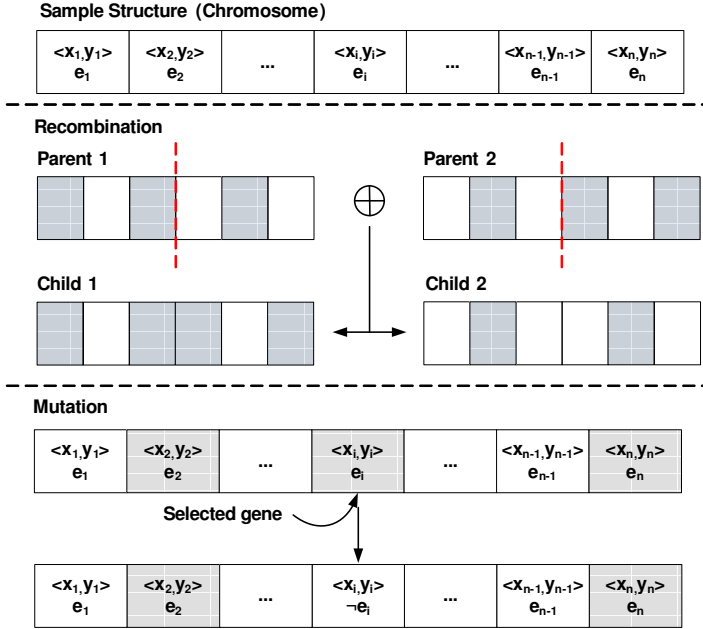 Sample Structure (Chromosome)
<x1,y1> <x2,y2> ... <xi,yi> ... <xn-1,yn-1> <xn,yn>
e1 e2 ei en-1 en
Recombination
Parent 1 Parent 2
Child 1 Child 2
Mutation
<x1,y1> <x2,y2> ... <xi,yi> ... <xn-1,yn-1> <xn,yn>
e1 e2 ei en-1 en
Selected gene
<x1,y1> <x2,y2> ... <xi,yi> ... <xn-1,yn-1> <xn,yn>
e1 e2 ¬ei en-1 en